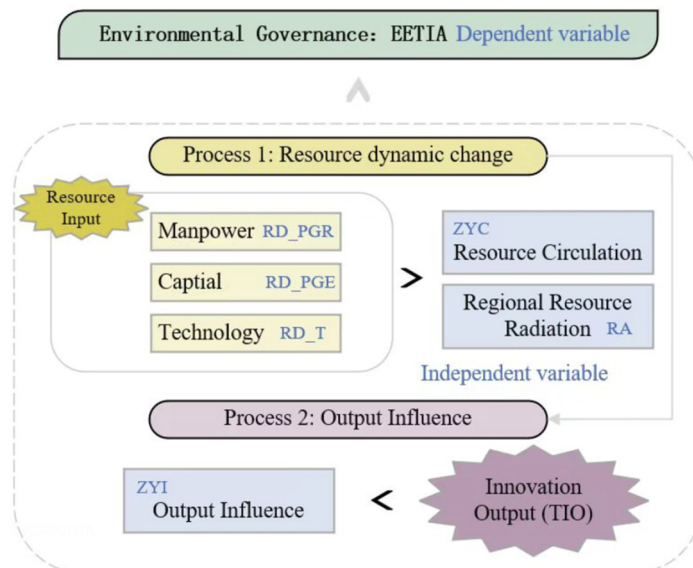 Environmental Governance: EETIA Dependent variable
Process 1: Resource dynamic change
Resource
Input
Manpower RD_PGR
Captial RD_PGE
Technology RD_T
ZYC
Resource Circulation
Regional Resource
Radiation RA
Independent variable
Process 2: Output Influence
ZYI
Output Influence
Innovation
Output (TIO)